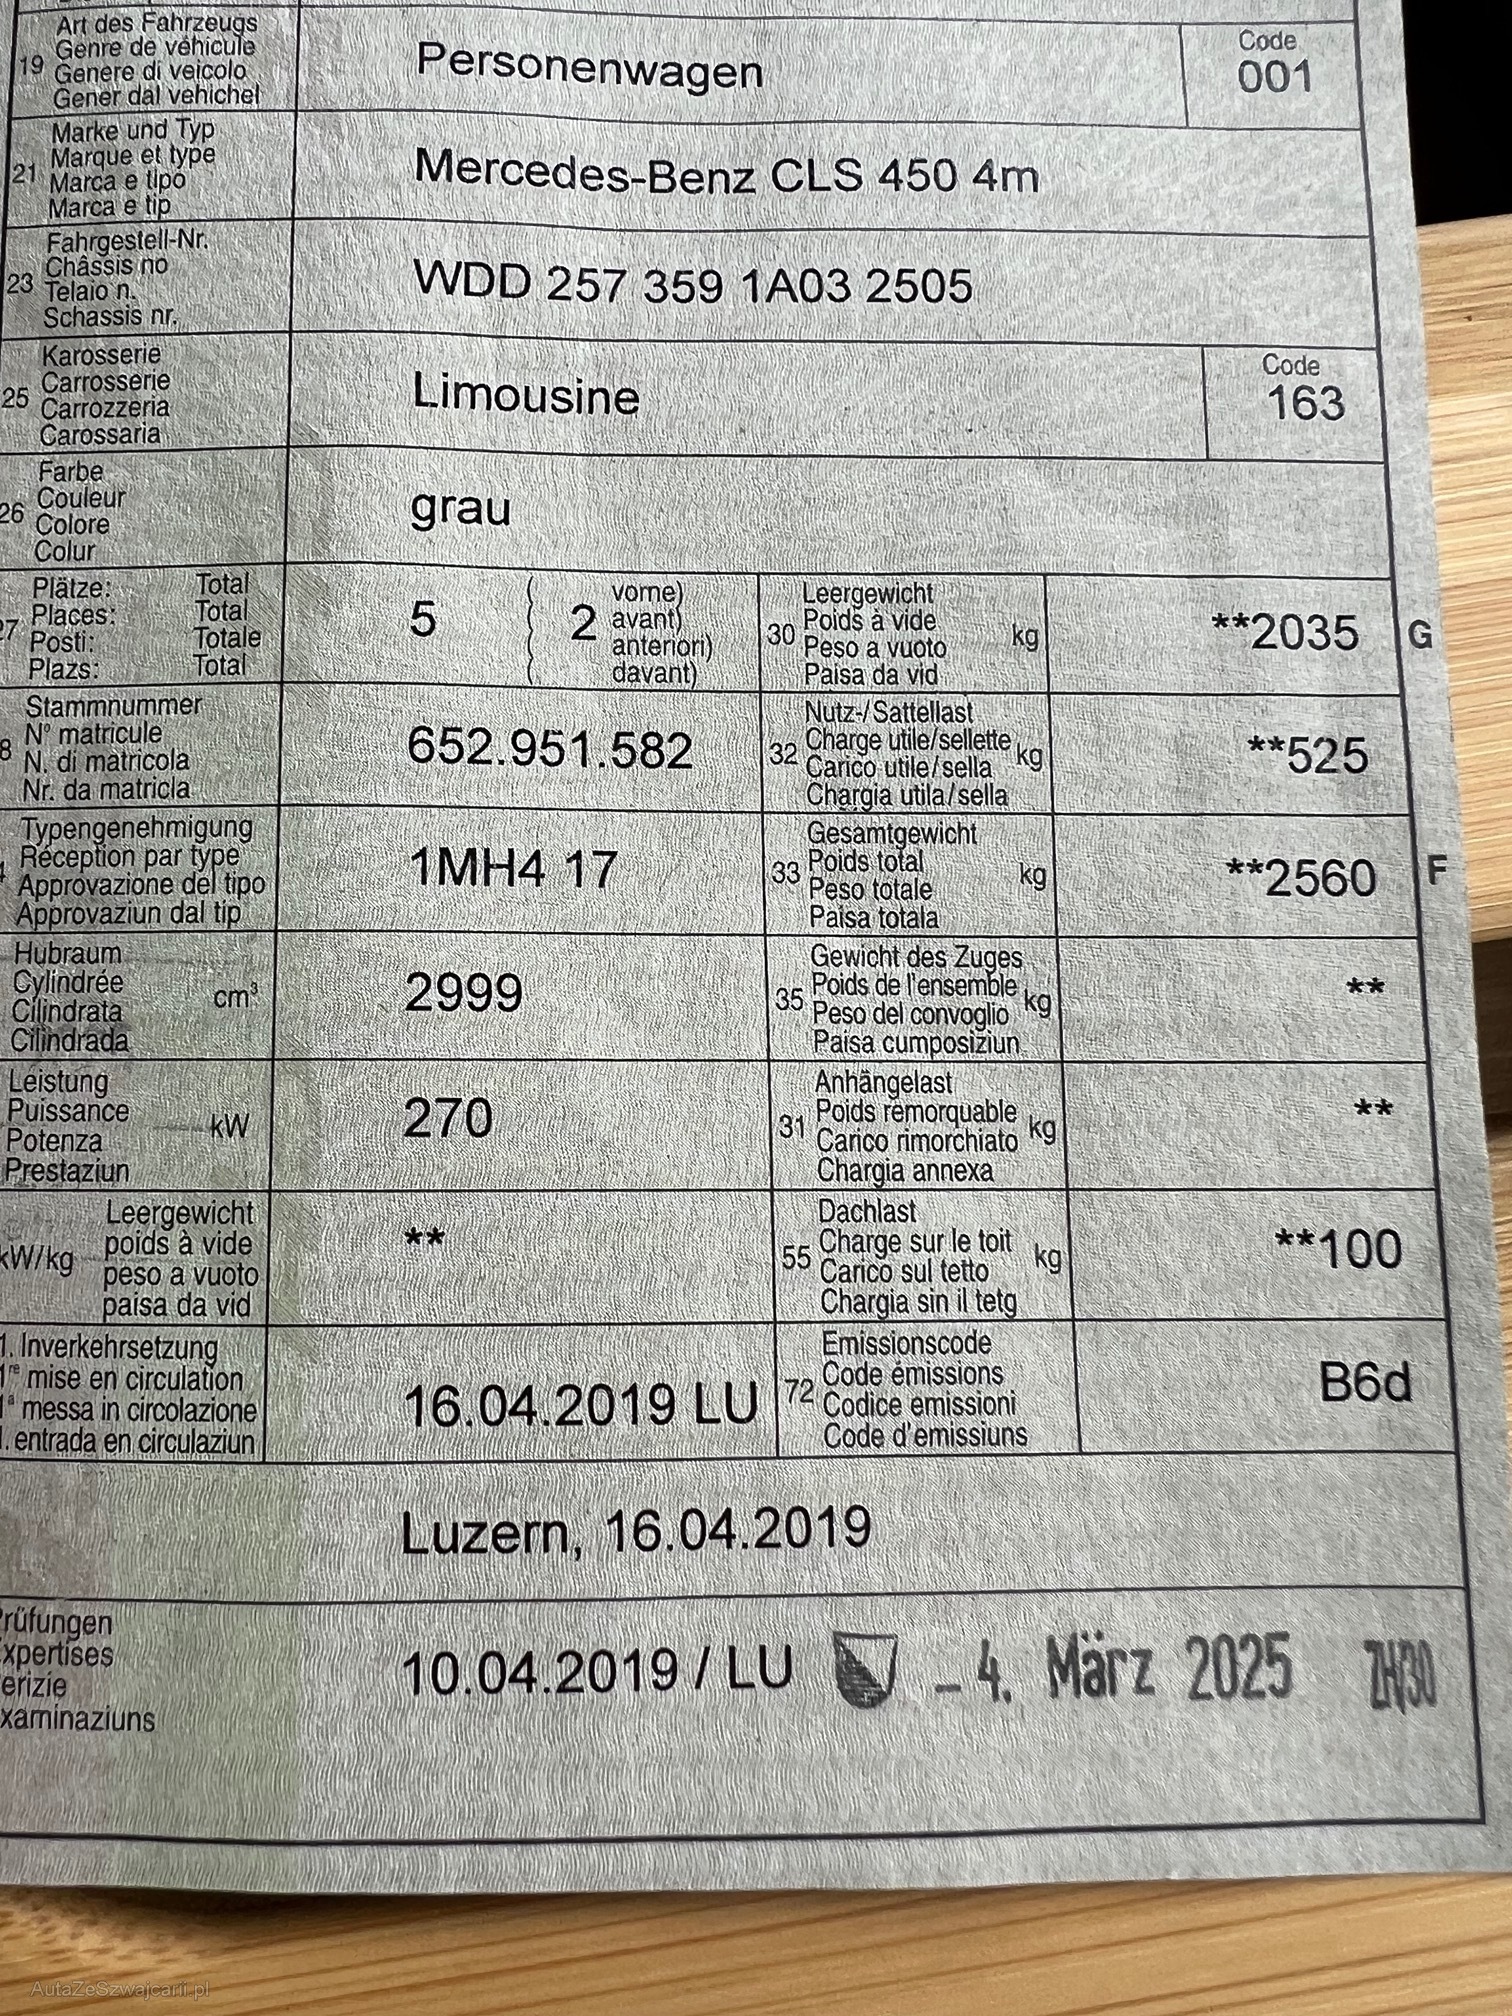 19
Art des Fahrzeugs
Genre de véhicule
Genere di veicolo
Gener dal vehichel
Personenwagen
Code
001
21
Marke und Typ
Marque et type
Marca e tipo
Marca e tip
Mercedes-Benz CLS 450 4m
23
Fahrgestell-Nr.
Châssis no
Telaio n.
Schassis nr.
WDD 257 359 1A03 2505
25
Karosserie
Carrosserie
Carrozzeria
Carossaria
Limousine
Code
163
26
Farbe
Couleur
Colore
Colur
grau
27
Plätze: Total
Places: Total
Posti: Totale
Plazs: Total
5 ( 2
vorne)
avant)
anteriori)
davant)
30
Leergewicht
Poids à vide
Peso a vuoto
Paisa da vid
kg
**2035
G
8
Stammnummer
N° matricule
N. di matricola
Nr. da matricla
652.951.582
32
Nutz-/Sattellast
Charge utile/sellette
Carico utile/sella
Chargia utila/sella
kg
**525
Typengenehmigung
Réception par type
Approvazione del tipo
Approvaziun dal tip
1MH4 17
33
Gesamtgewicht
Poids total
Peso totale
Paisa totala
kg
**2560
F
Hubraum
Cylindrée
Cilindrata
Cilindrada
cm³
2999
35
Gewicht des Zuges
Poids de l'ensemble
Peso del convoglio
Paisa cumposiziun
kg
**
Leistung
Puissance
Potenza
Prestaziun
kW
270
31
Anhängelast
Poids remorquable
Carico rimorchiato
Chargia annexa
kg
**
kW/kg
Leergewicht
poids à vide
peso a vuoto
paisa da vid
**
55
Dachlast
Charge sur le toit
Carico sul tetto
Chargia sin il tetg
kg
**100
1. Inverkehrsetzung
1re mise en circulation
1a messa in circolazione
1. entrada en circulaziun
16.04.2019 LU
72
Emissionscode
Code émissions
Codice emissioni
Code d'emissiuns
B6d
Luzern, 16.04.2019
Prüfungen
Expertises
Perizie
Examinaziuns
10.04.2019 / LU
– 4. März 2025 ZH/30
AutaZeSzwajcarii.pl